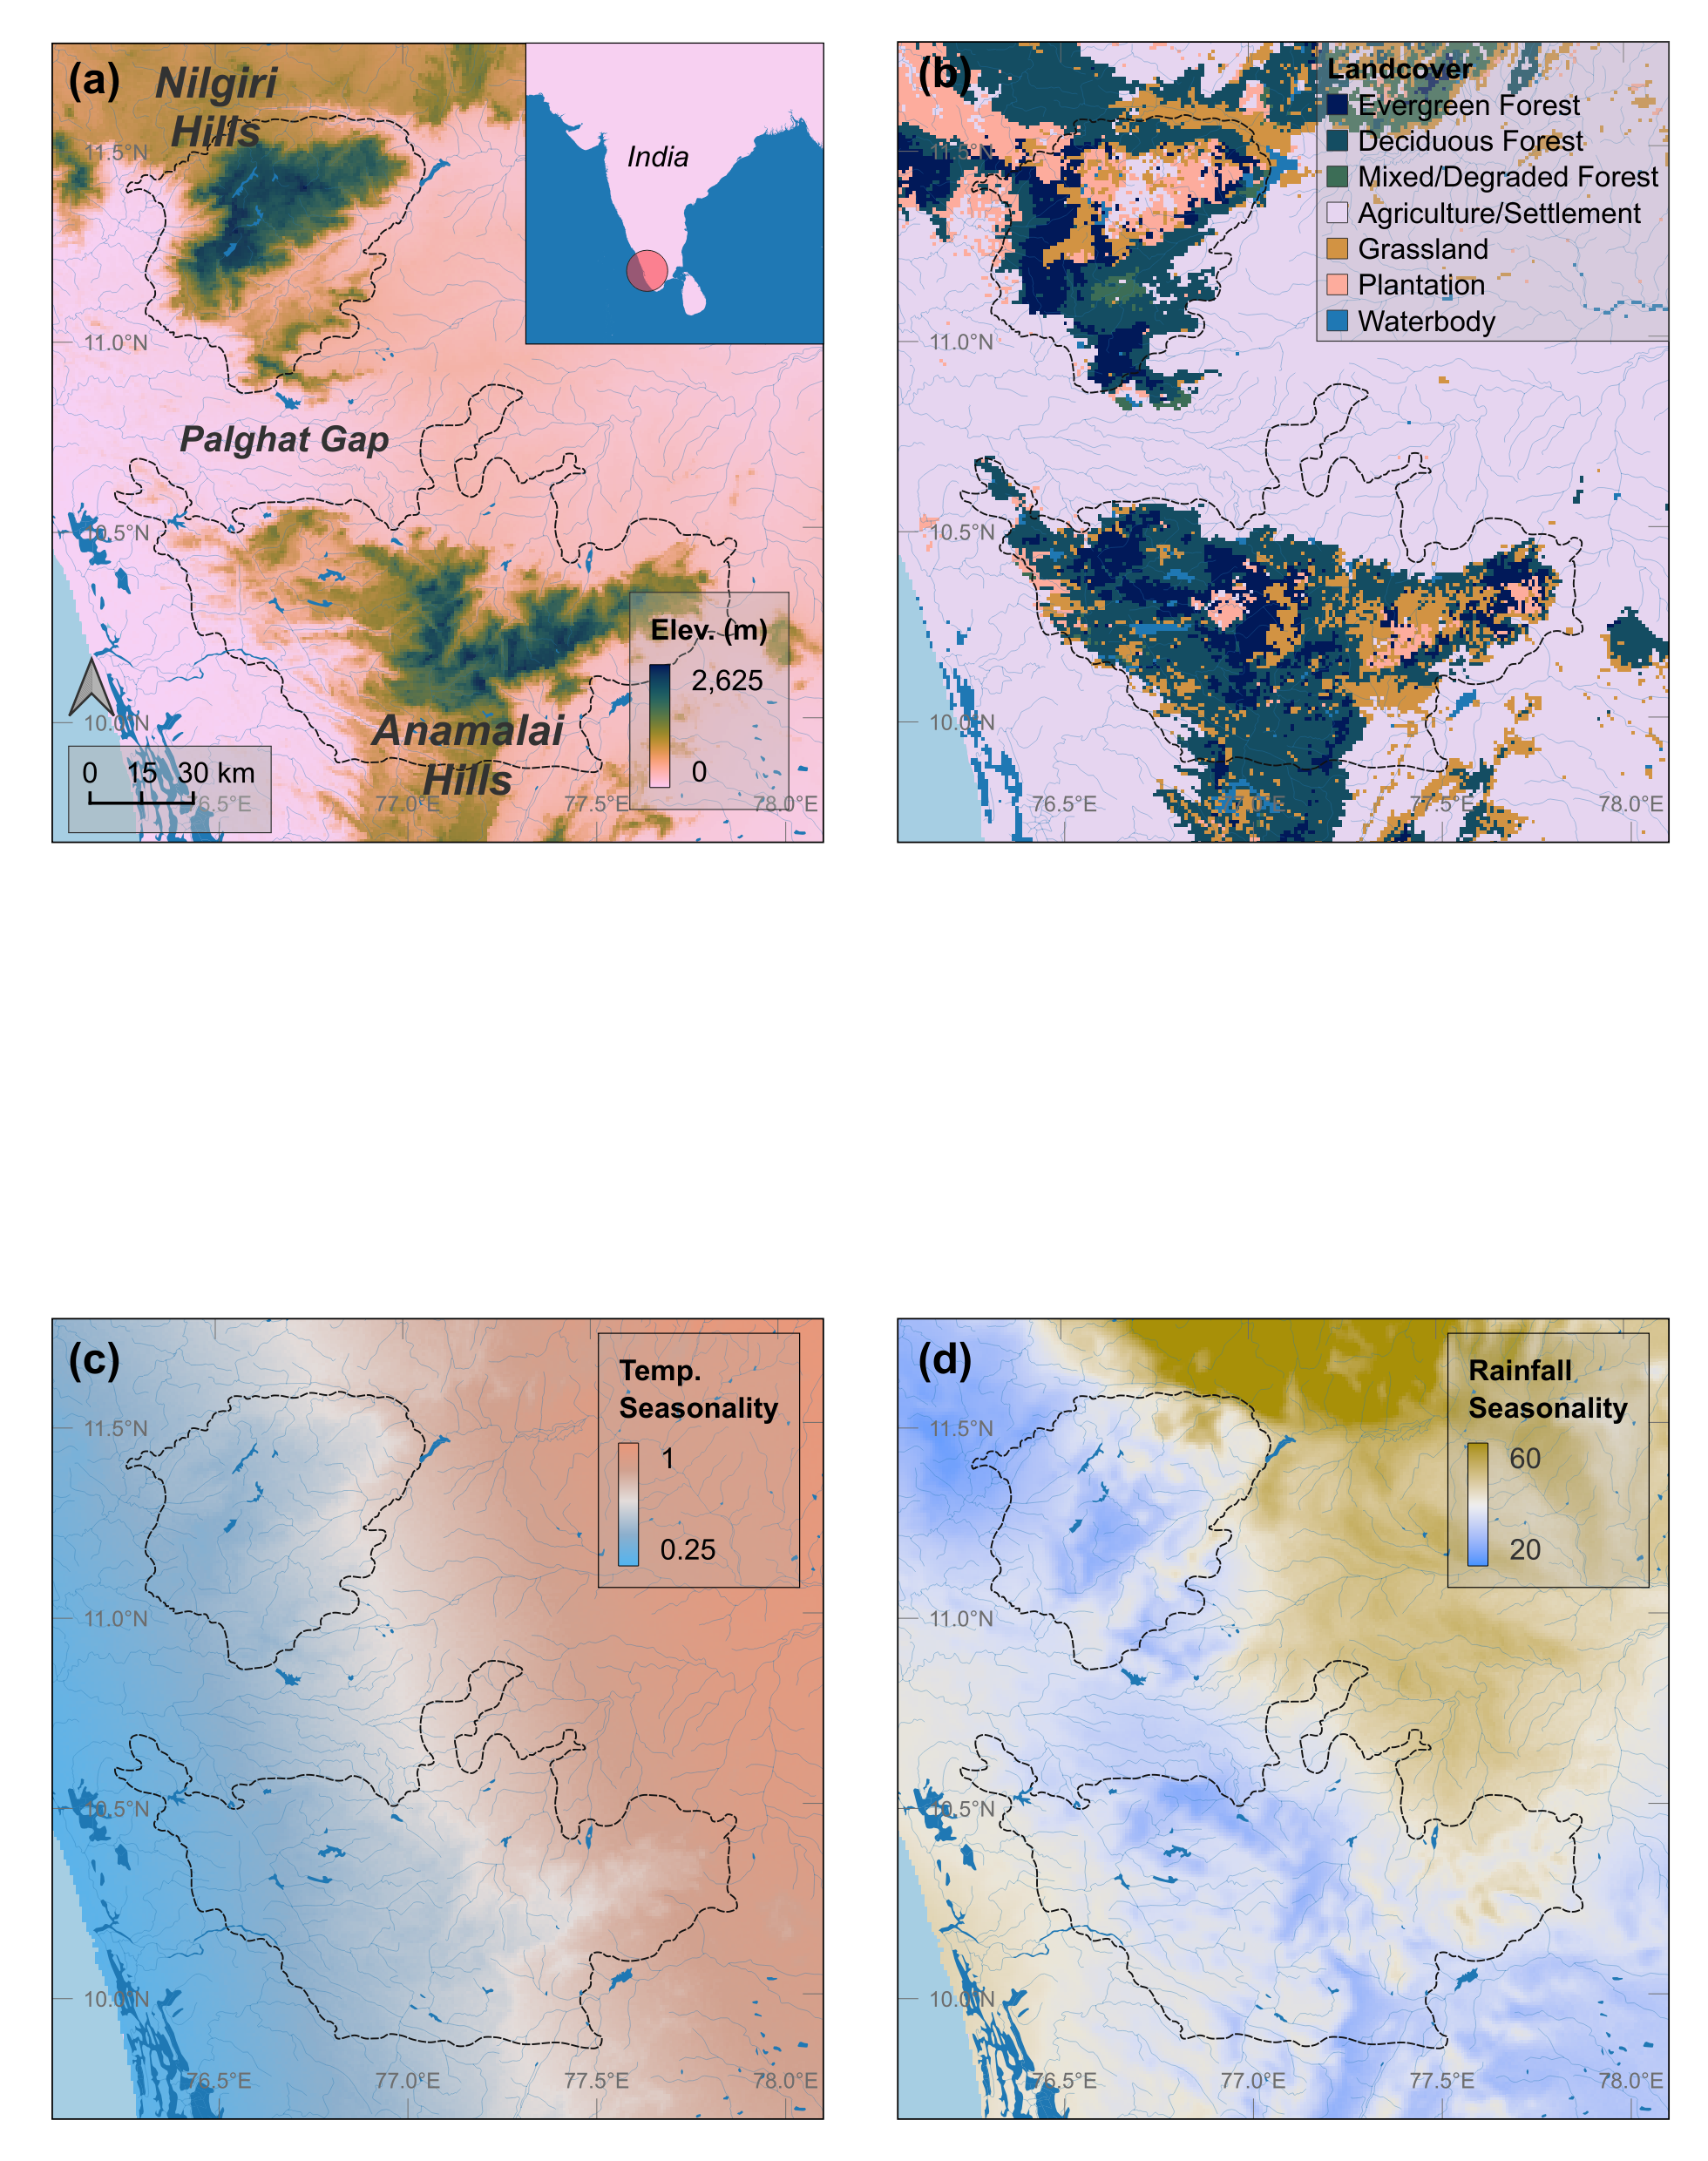 (a)
Nilgiri
Hills
India
11.5°N
11.0°N
Palghat Gap
10.5°N
10.0°N
Anamalai
Hills
Elev. (m)
2,625
0
0 15 30 km
76.5°E 77.0°E 77.5°E 78.0°E
(b)
Landcover
Evergreen Forest
Deciduous Forest
Mixed/Degraded Forest
Agriculture/Settlement
Grassland
Plantation
Waterbody
11.5°N
11.0°N
10.5°N
10.0°N
76.5°E 77.0°E 77.5°E 78.0°E
(c)
Temp.
Seasonality
1
0.25
11.5°N
11.0°N
10.5°N
10.0°N
76.5°E 77.0°E 77.5°E 78.0°E
(d)
Rainfall
Seasonality
60
20
11.5°N
11.0°N
10.5°N
10.0°N
76.5°E 77.0°E 77.5°E 78.0°E